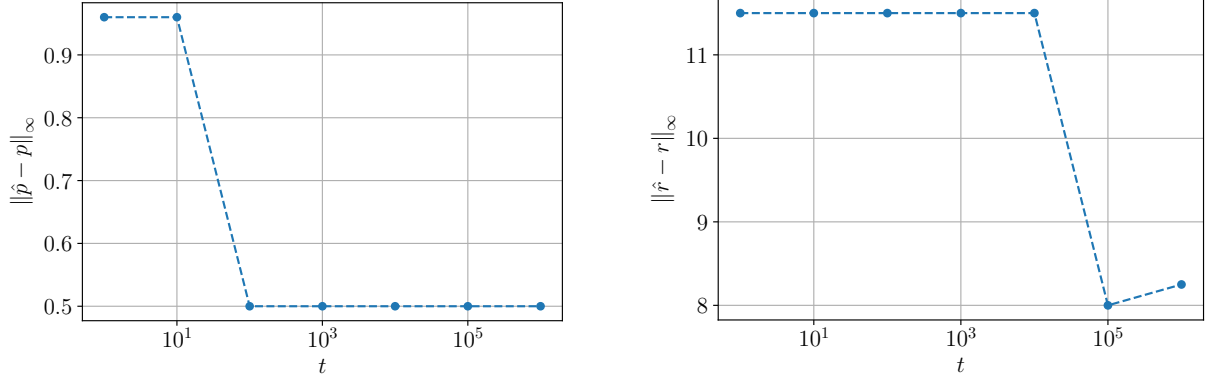 0.9
0.8
0.7
0.6
0.5
‖p̂ − p‖∞
10¹ 10³ 10⁵
t
11
10
9
8
‖r̂ − r‖∞
10¹ 10³ 10⁵
t